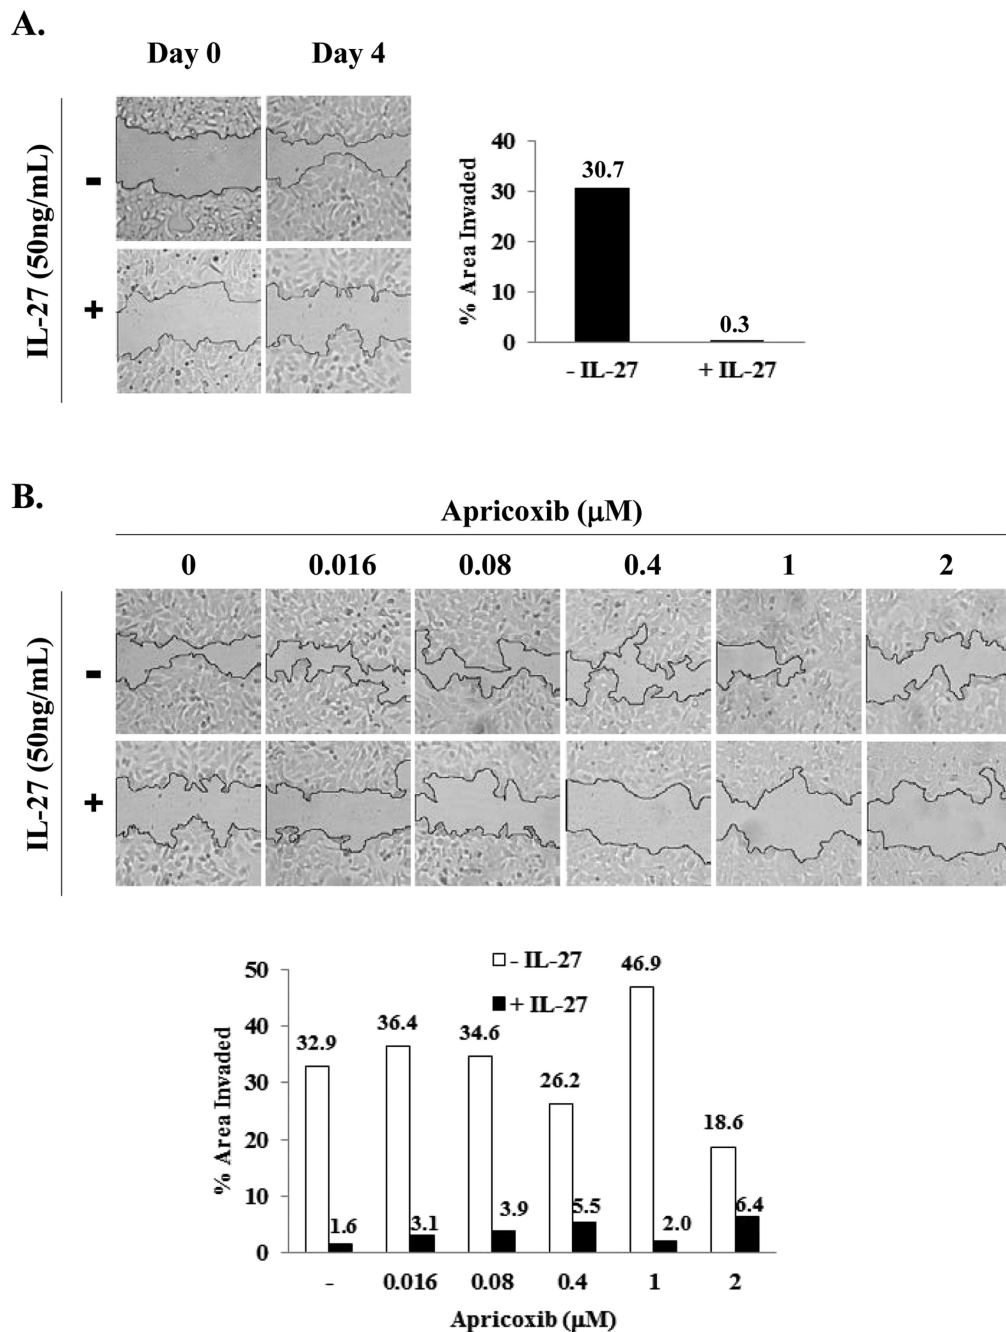 A.
Day 0 Day 4
IL-27 (50ng/mL)
-
+
% Area Invaded
40
30
20
10
0
30.7
0.3
- IL-27 + IL-27
B.
Apricoxib (μM)
0 0.016 0.08 0.4 1 2
IL-27 (50ng/mL)
-
+
- IL-27
+ IL-27
% Area Invaded
50
40
30
20
10
0
32.9 36.4 34.6 26.2 46.9 18.6
1.6 3.1 3.9 5.5 2.0 6.4
- 0.016 0.08 0.4 1 2
Apricoxib (μM)